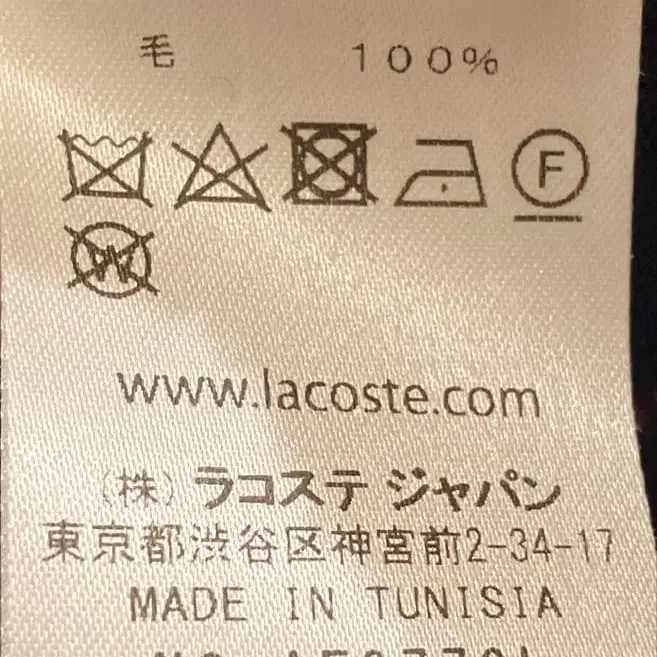 毛 100%
F
W
www.lacoste.com
(株) ラコステ ジャパン
東京都渋谷区神宮前2-34-17
MADE IN TUNISIA